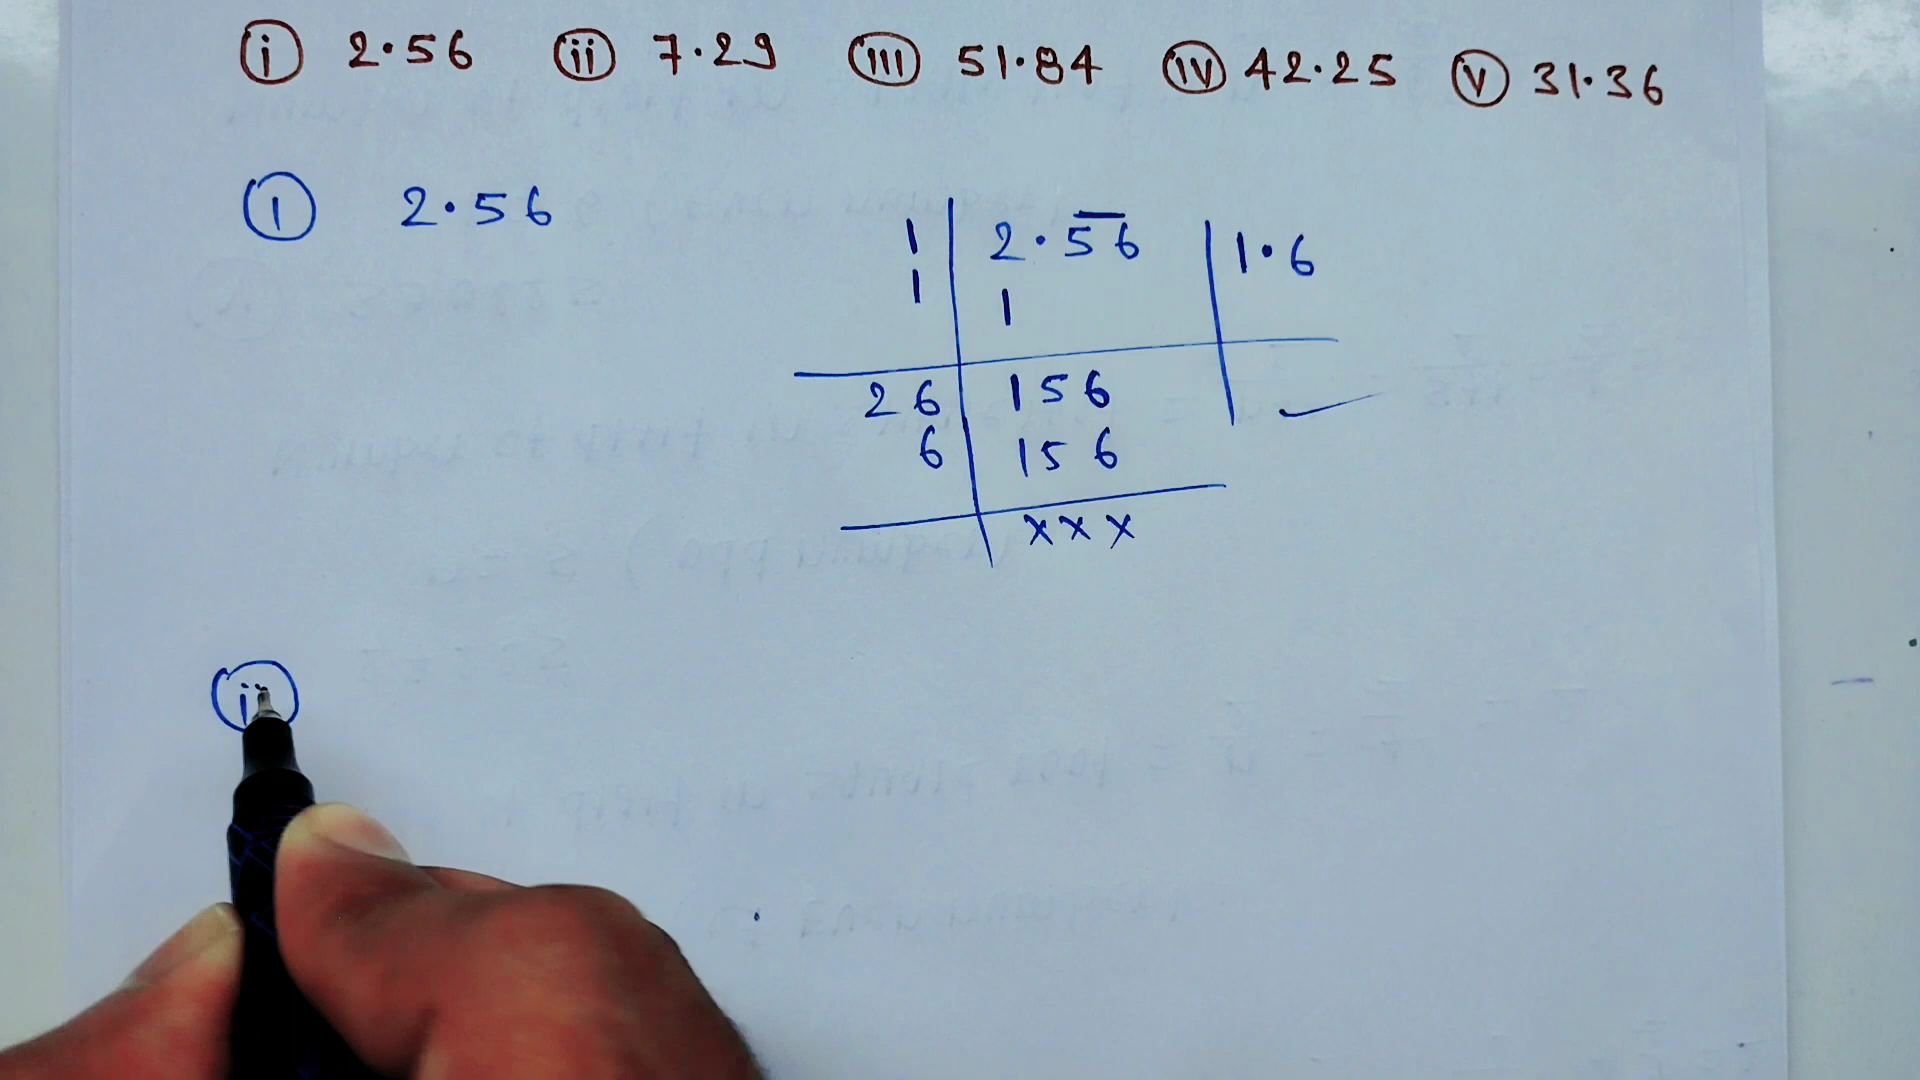 i 2.56 ii 7.29 iii 51.84 iv 42.25 v 31.36
i 2.56
1 2.56 1.6
1 1
26 156
6 156
x x x
ii